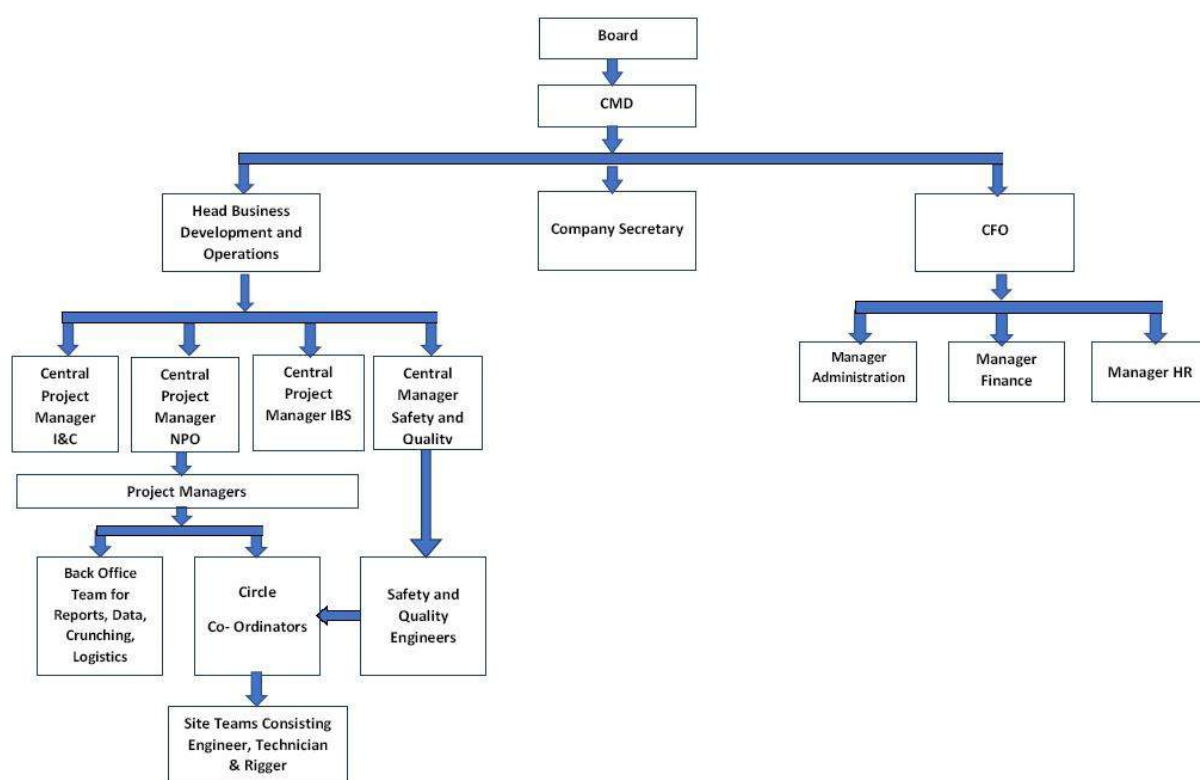 Board
CMD
Head Business
Development and
Operations
Company Secretary
CFO
Central
Project
Manager
I&C
Central
Project
Manager
NPO
Central
Project
Manager IBS
Central
Manager
Safety and
Quality
Manager
Administration
Manager
Finance
Manager HR
Project Managers
Back Office
Team for
Reports, Data,
Crunching,
Logistics
Circle
Co- Ordinators
Safety and
Quality
Engineers
Site Teams Consisting
Engineer, Technician
& Rigger